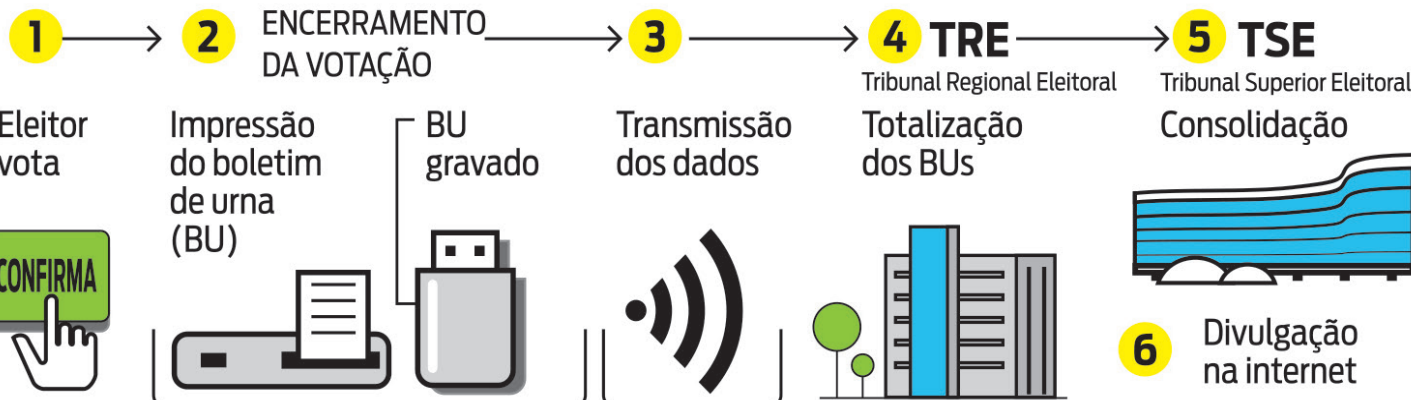 1
Eleitor
vota
CONFIRMA
2 ENCERRAMENTO
DA VOTAÇÃO
Impressão
do boletim
de urna
(BU)
BU
gravado
3
Transmissão
dos dados
4 TRE
Tribunal Regional Eleitoral
Totalização
dos BUs
5 TSE
Tribunal Superior Eleitoral
Consolidação
6 Divulgação
na internet